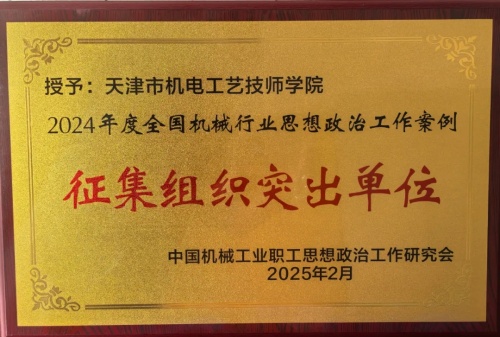 授予：天津市机电工艺技师学院
2024年度全国机械行业思想政治工作案例
征集组织突出单位
中国机械工业职工思想政治工作研究会
2025年2月